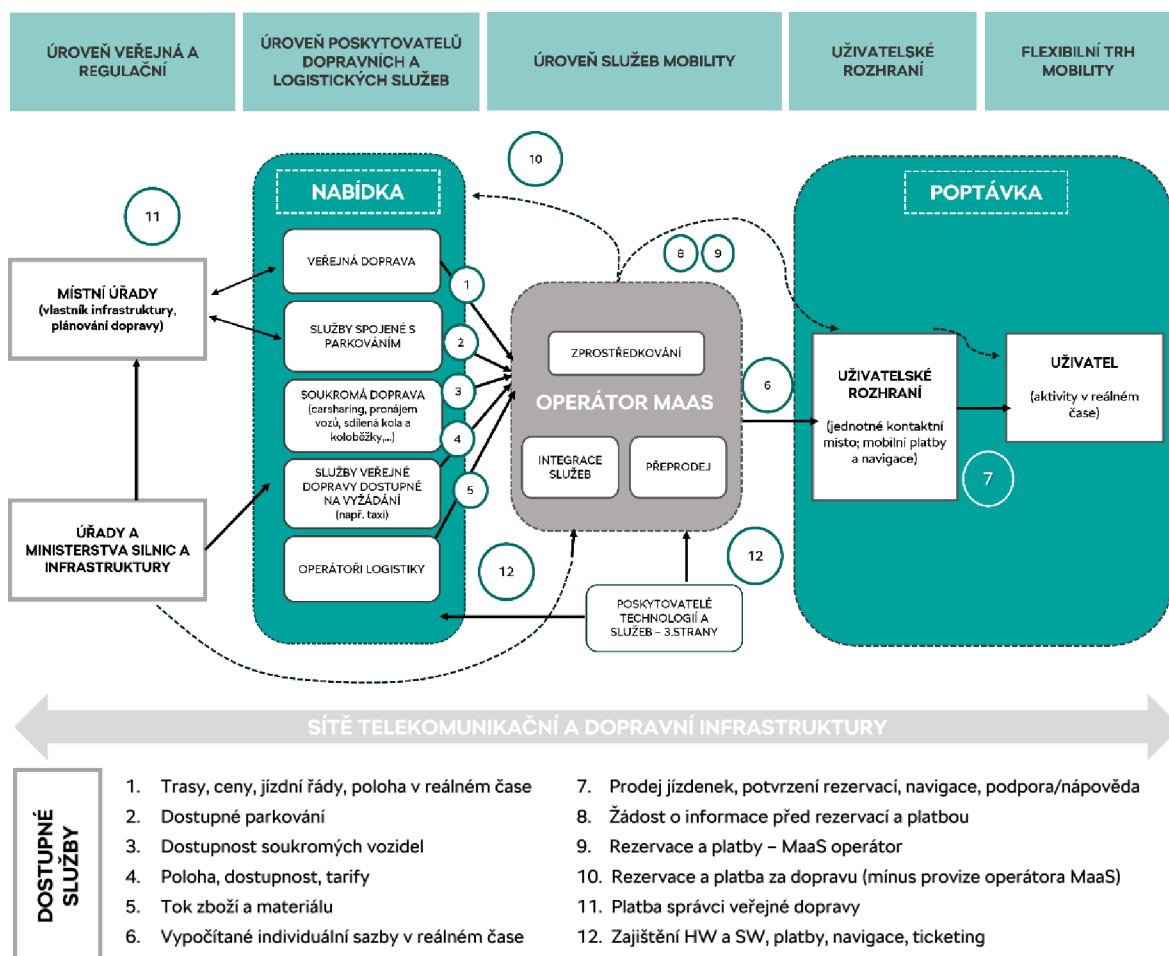 ÚROVEŇ VEŘEJNÁ A
REGULAČNÍ
ÚROVEŇ POSKYTOVATELŮ
DOPRAVNÍCH A
LOGISTICKÝCH SLUŽEB
ÚROVEŇ SLUŽEB MOBILITY
UŽIVATELSKÉ
ROZHRANÍ
FLEXIBILNÍ TRH
MOBILITY
11
MÍSTNÍ ÚŘADY
(vlastník infrastruktury,
plánování dopravy)
ÚŘADY A
MINISTERSTVA SILNIC A
INFRASTRUKTURY
NABÍDKA
VEŘEJNÁ DOPRAVA
SLUŽBY SPOJENÉ S
PARKOVÁNÍM
SOUKROMÁ DOPRAVA
(carsharing, pronájem
vozů, sdílená kola a
koloběžky,...)
SLUŽBY VEŘEJNÉ
DOPRAVY DOSTUPNÉ
NA VYŽÁDÁNÍ
(např. taxi)
OPERÁTOŘI LOGISTIKY
1
2
3
4
5
10
8
9
ZPROSTŘEDKOVÁNÍ
OPERÁTOR MAAS
INTEGRACE
SLUŽEB
PŘEPRODEJ
6
12
12
POSKYTOVATELÉ
TECHNOLOGIÍ A
SLUŽEB – 3.STRANY
POPTÁVKA
UŽIVATELSKÉ
ROZHRANÍ
(jednotné kontaktní
místo; mobilní platby
a navigace)
7
UŽIVATEL
(aktivity v reálném
čase)
SÍTĚ TELEKOMUNIKAČNÍ A DOPRAVNÍ INFRASTRUKTURY
DOSTUPNÉ
SLUŽBY
1. Trasy, ceny, jízdní řády, poloha v reálném čase
2. Dostupné parkování
3. Dostupnost soukromých vozidel
4. Poloha, dostupnost, tarify
5. Tok zboží a materiálu
6. Vypočítané individuální sazby v reálném čase
7. Prodej jízdenek, potvrzení rezervací, navigace, podpora/nápověda
8. Žádost o informace před rezervací a platbou
9. Rezervace a platby – MaaS operátor
10. Rezervace a platba za dopravu (mínus provize operátora MaaS)
11. Platba správci veřejné dopravy
12. Zajištění HW a SW, platby, navigace, ticketing